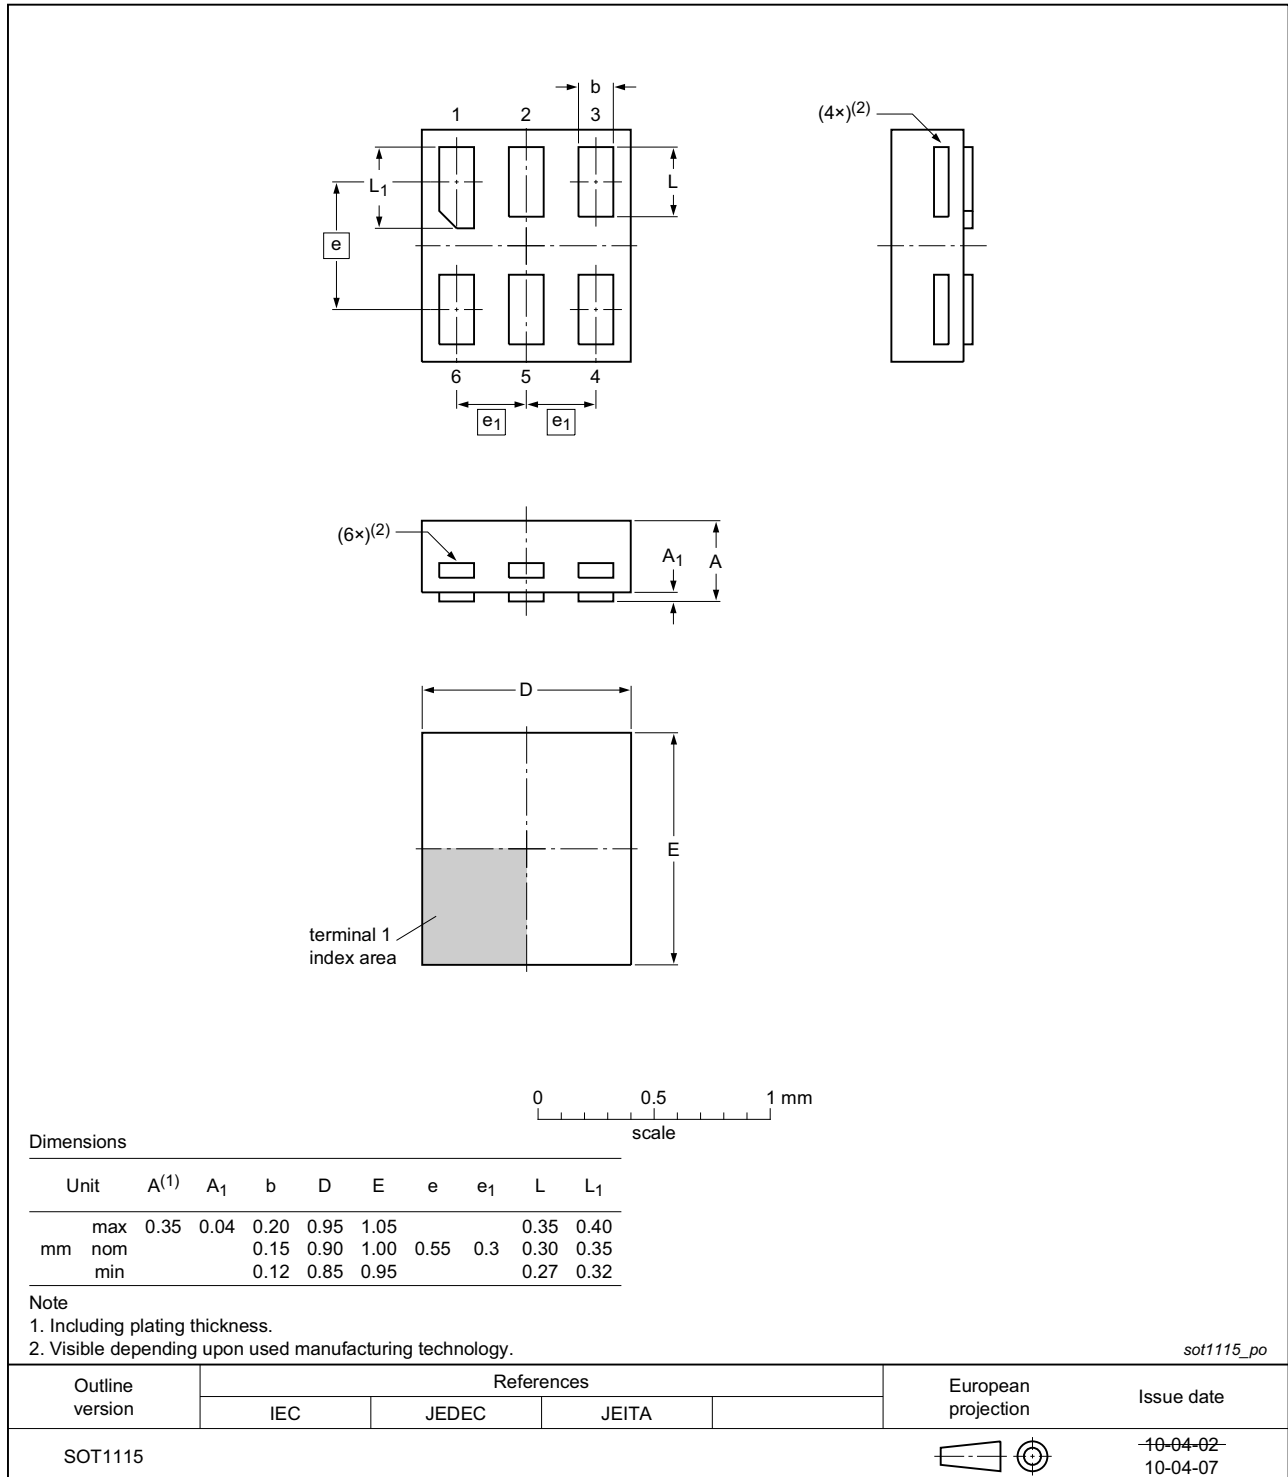 b
1 2 3
(4×)(2)
L1
L
e
6 5 4
e1 e1
(6×)(2)
A1 A
D
E
terminal 1
index area
0 0.5 1 mm
scale
Dimensions
Unit A(1) A1 b D E e e1 L L1
max 0.35 0.04 0.20 0.95 1.05 0.35 0.40
mm nom 0.15 0.90 1.00 0.55 0.3 0.30 0.35
min 0.12 0.85 0.95 0.27 0.32
Note
1. Including plating thickness.
2. Visible depending upon used manufacturing technology.
sot1115_po
Outline version References European projection Issue date
IEC JEDEC JEITA
SOT1115 10-04-02
10-04-07